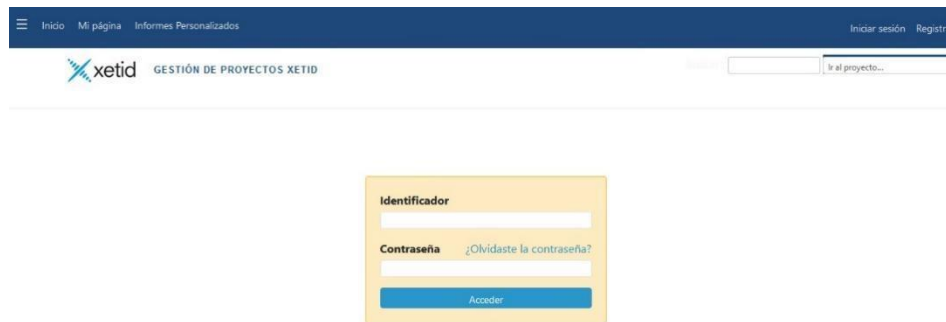 Inicio Mi página Informes Personalizados
Iniciar sesión
xetid GESTIÓN DE PROYECTOS XETID
Ir al proyecto...
Identificador
Contraseña ¿Olvidaste la contraseña?
Acceder